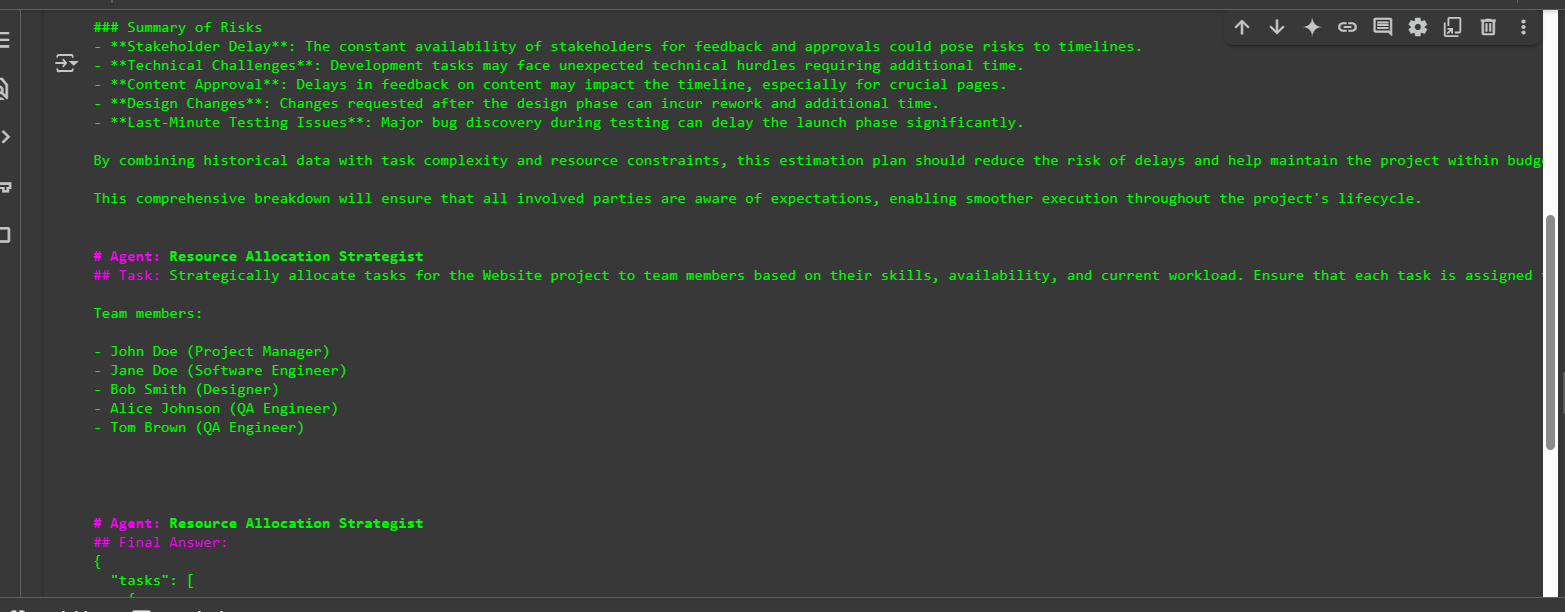 ### Summary of Risks
- **Stakeholder Delay**: The constant availability of stakeholders for feedback and approvals could pose risks to timelines.
- **Technical Challenges**: Development tasks may face unexpected technical hurdles requiring additional time.
- **Content Approval**: Delays in feedback on content may impact the timeline, especially for crucial pages.
- **Design Changes**: Changes requested after the design phase can incur rework and additional time.
- **Last-Minute Testing Issues**: Major bug discovery during testing can delay the launch phase significantly.
By combining historical data with task complexity and resource constraints, this estimation plan should reduce the risk of delays and help maintain the project within budg
This comprehensive breakdown will ensure that all involved parties are aware of expectations, enabling smoother execution throughout the project's lifecycle.
# Agent: Resource Allocation Strategist
## Task: Strategically allocate tasks for the Website project to team members based on their skills, availability, and current workload. Ensure that each task is assigned
Team members:
- John Doe (Project Manager)
- Jane Doe (Software Engineer)
- Bob Smith (Designer)
- Alice Johnson (QA Engineer)
- Tom Brown (QA Engineer)
# Agent: Resource Allocation Strategist
## Final Answer:
{
"tasks": [
{